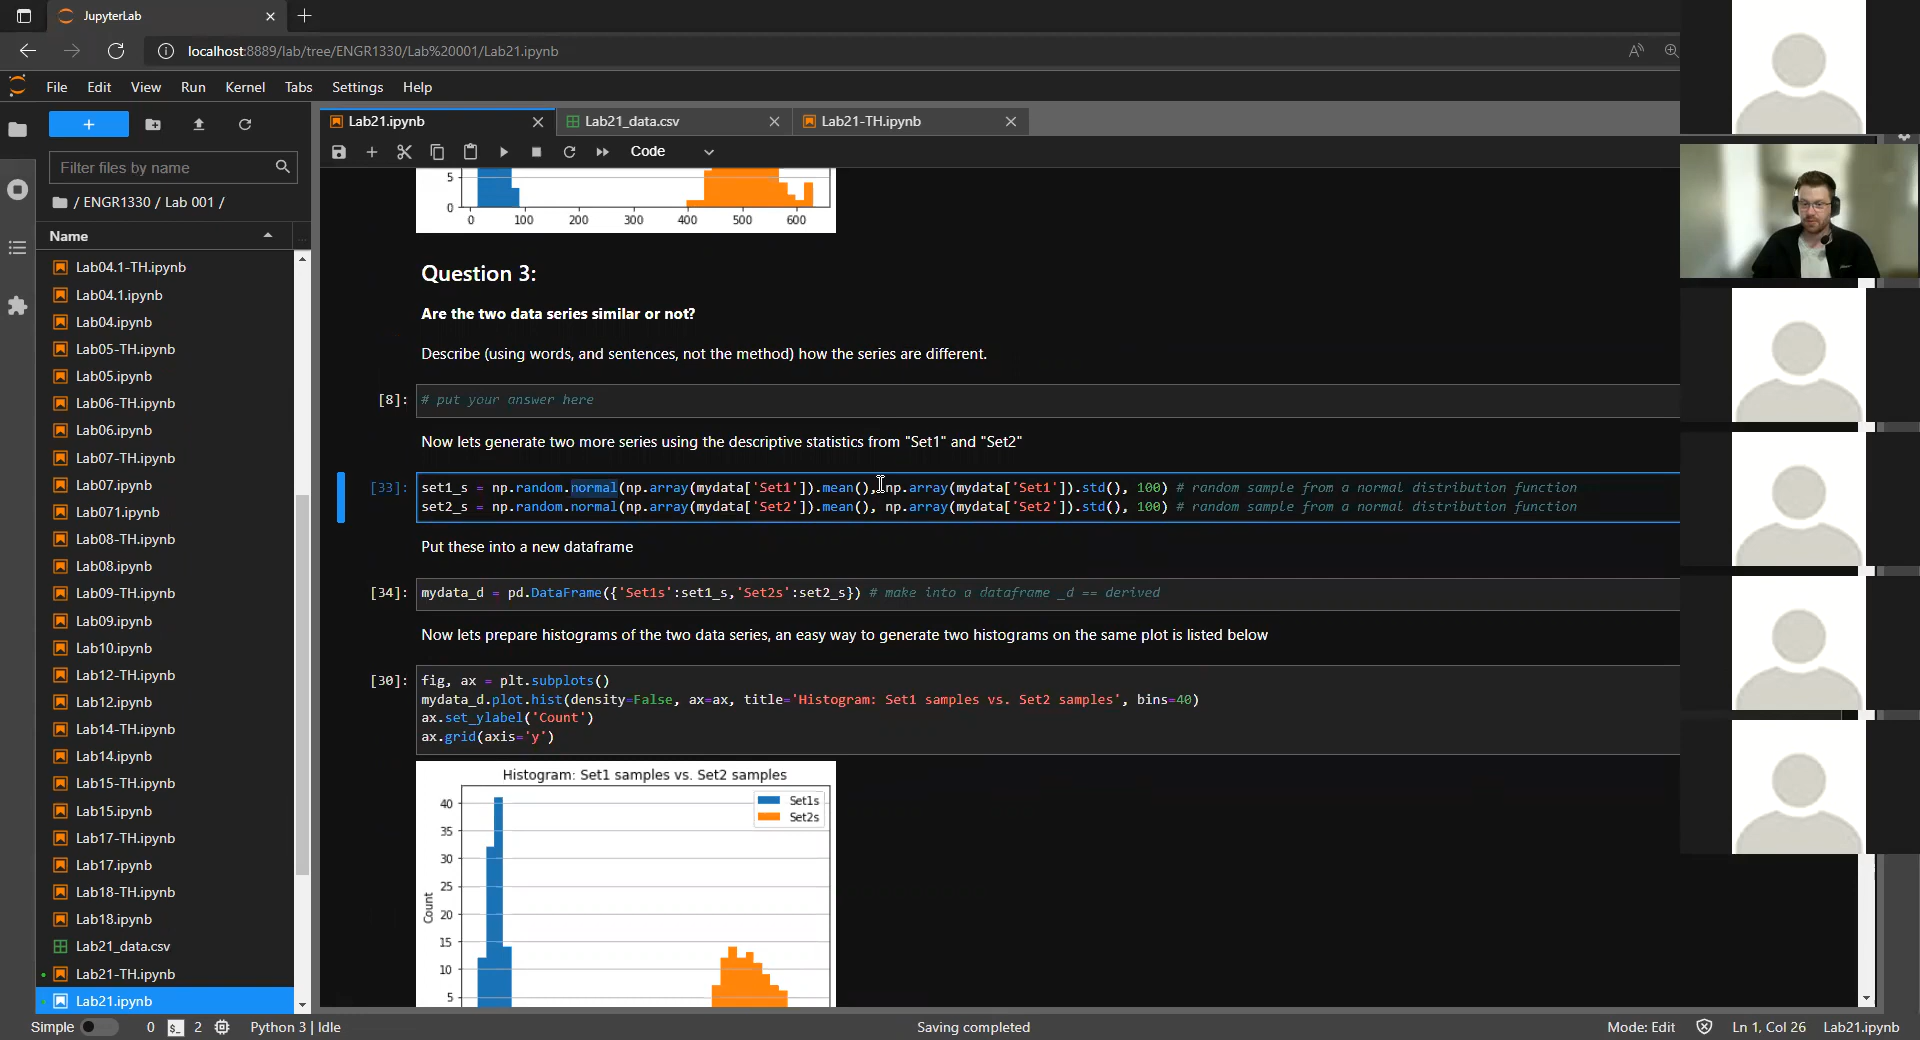 JupyterLab
localhost:8889/lab/tree/ENGR1330/Lab%20001/Lab21.ipynb
File Edit View Run Kernel Tabs Settings Help
Lab21.ipynb
Lab21_data.csv
Lab21-TH.ipynb
Code
Filter files by name
/ ENGR1330 / Lab 001 /
Name
Lab04.1-TH.ipynb
Lab04.1.ipynb
Lab04.ipynb
Lab05-TH.ipynb
Lab05.ipynb
Lab06-TH.ipynb
Lab06.ipynb
Lab07-TH.ipynb
Lab07.ipynb
Lab071.ipynb
Lab08-TH.ipynb
Lab08.ipynb
Lab09-TH.ipynb
Lab09.ipynb
Lab10.ipynb
Lab12-TH.ipynb
Lab12.ipynb
Lab14-TH.ipynb
Lab14.ipynb
Lab15-TH.ipynb
Lab15.ipynb
Lab17-TH.ipynb
Lab17.ipynb
Lab18-TH.ipynb
Lab18.ipynb
Lab21_data.csv
Lab21-TH.ipynb
Lab21.ipynb
5
0
0 100 200 300 400 500 600
Question 3:
Are the two data series similar or not?
Describe (using words, and sentences, not the method) how the series are different.
[8]: # put your answer here
Now lets generate two more series using the descriptive statistics from "Set1" and "Set2"
[33]: set1_s = np.random.normal(np.array(mydata['Set1']).mean(), np.array(mydata['Set1']).std(), 100) # random sample from a normal distribution function
set2_s = np.random.normal(np.array(mydata['Set2']).mean(), np.array(mydata['Set2']).std(), 100) # random sample from a normal distribution function
Put these into a new dataframe
[34]: mydata_d = pd.DataFrame({'Set1s':set1_s,'Set2s':set2_s}) # make into a dataframe _d == derived
Now lets prepare histograms of the two data series, an easy way to generate two histograms on the same plot is listed below
[30]: fig, ax = plt.subplots()
mydata_d.plot.hist(density=False, ax=ax, title='Histogram: Set1 samples vs. Set2 samples', bins=40)
ax.set_ylabel('Count')
ax.grid(axis='y')
Histogram: Set1 samples vs. Set2 samples
Set1s
Set2s
40
35
30
25
20
15
10
5
Count
Simple 0 2 Python 3 | Idle Saving completed Mode: Edit Ln 1, Col 26 Lab21.ipynb